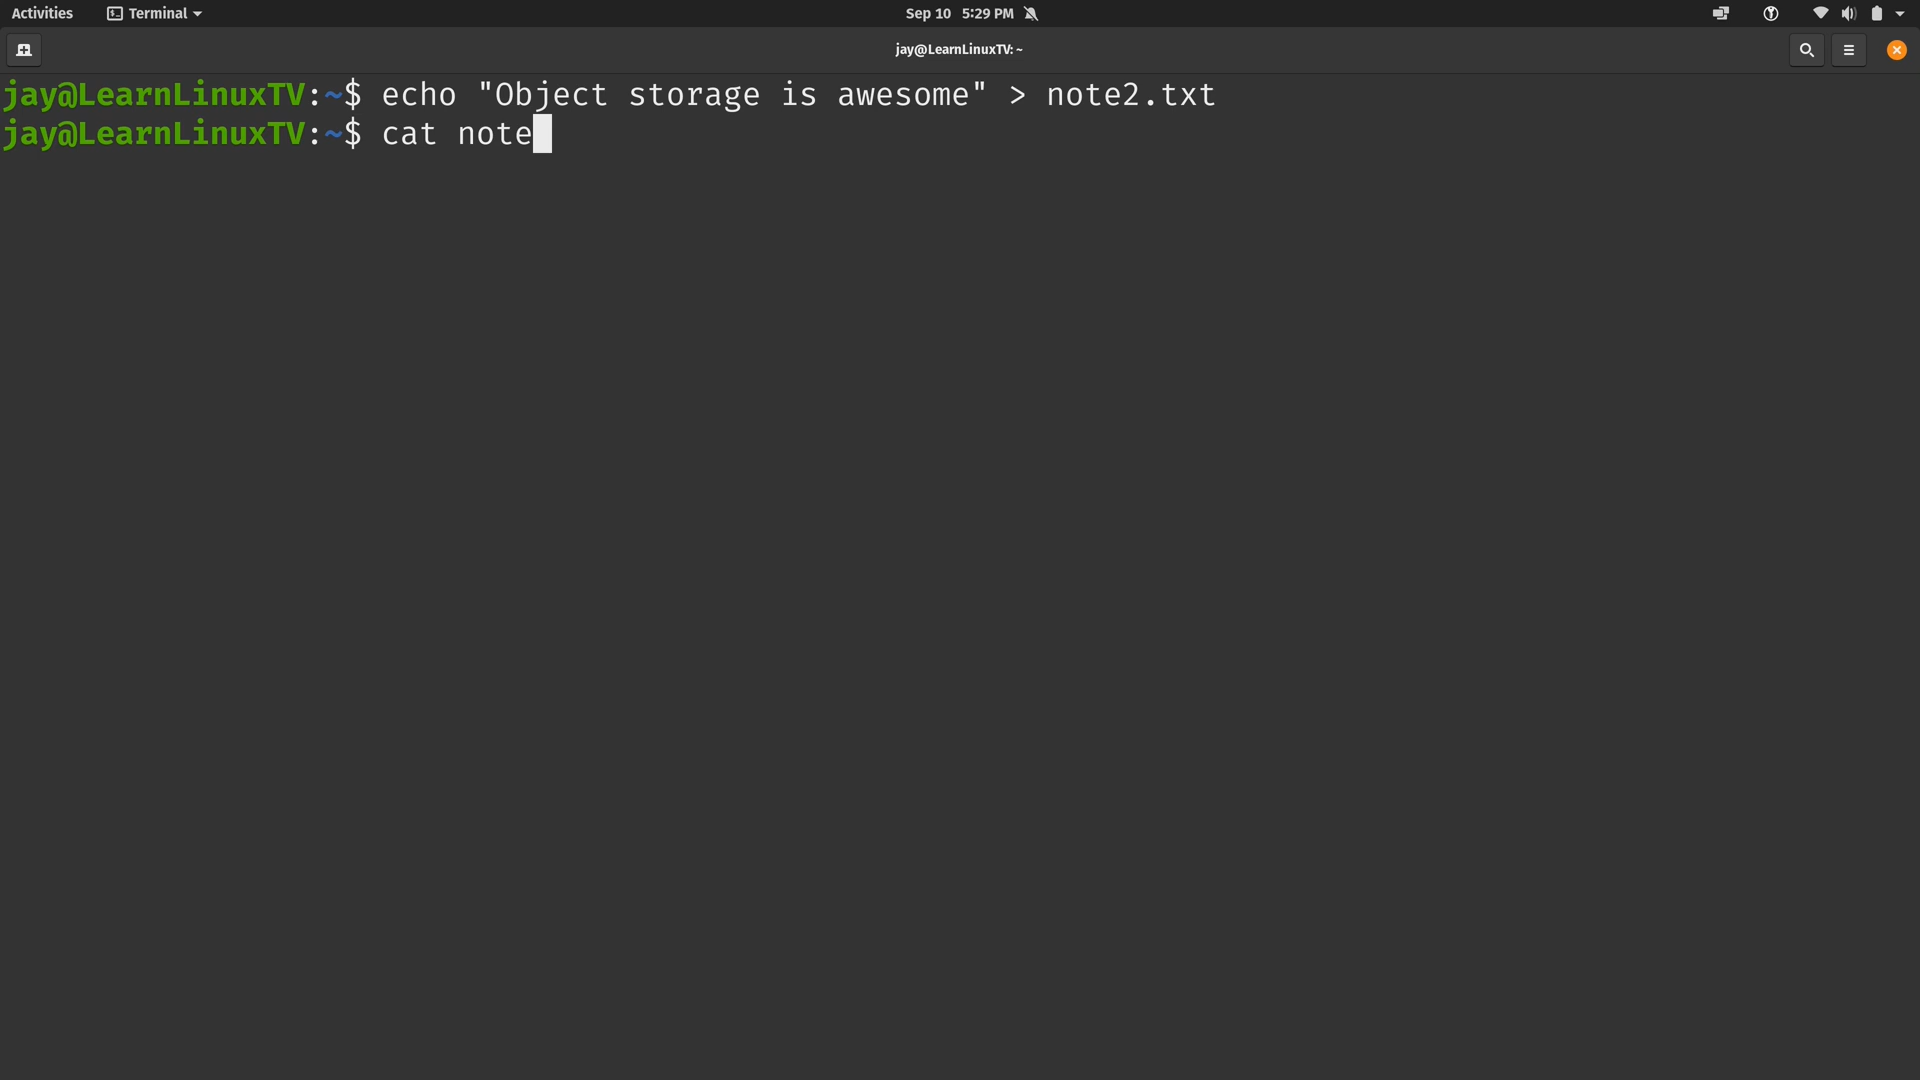 Activities Terminal Sep 10 5:29 PM
jay@LearnLinuxTV: ~
jay@LearnLinuxTV:~$ echo "Object storage is awesome" > note2.txt
jay@LearnLinuxTV:~$ cat note